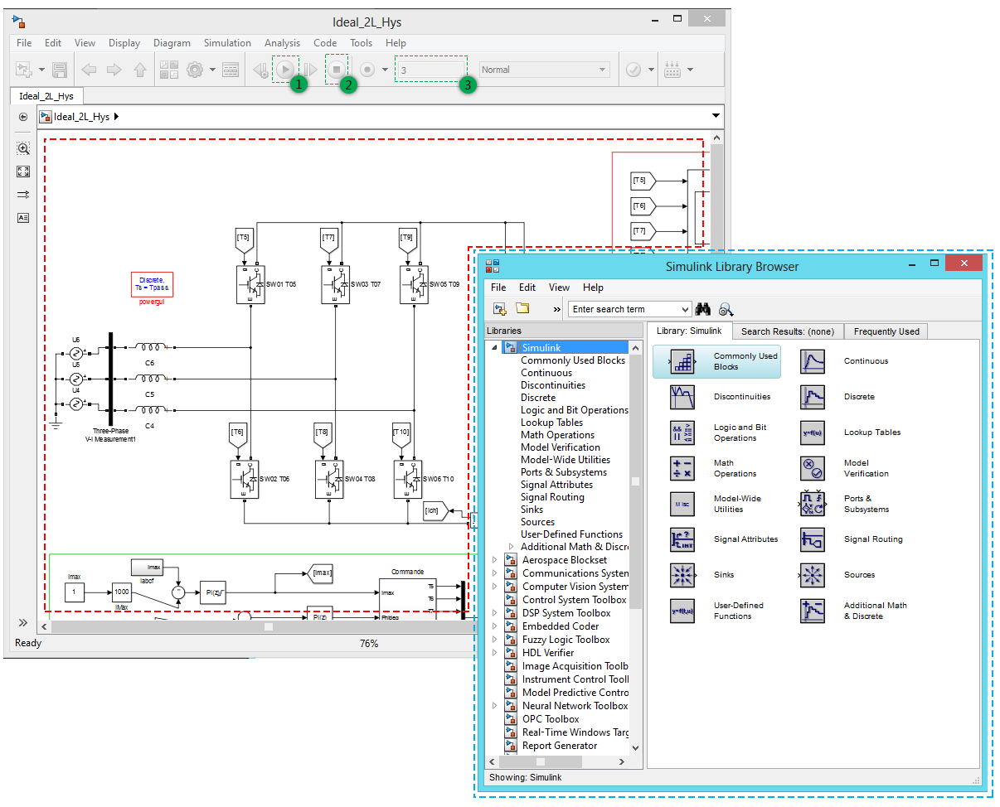 Ideal_2L_Hys
File Edit View Display Diagram Simulation Analysis Code Tools Help
3
Normal
1
2
3
Ideal_2L_Hys
Ideal_2L_Hys
[T5]
[T6]
[T7]
[T5]
[T7]
[T9]
SW01 T05
SW03 T07
SW05 T09
Discrete,
Ts = Tpass.
powergui
U6
U5
U4
C6
C5
C4
Three-Phase
V-I Measurement1
[T6]
[T8]
[T10]
SW02 T06
SW04 T08
SW06 T10
[Ich]
Imax
1
1000
IMax
Imax
Iabcf
PI(z)
[Imax]
Commande
Imax
T5
T6
T7
PI(z)
Phideg
Ready
76%
Simulink Library Browser
File Edit View Help
Enter search term
Libraries
Simulink
Commonly Used Blocks
Continuous
Discontinuities
Discrete
Logic and Bit Operations
Lookup Tables
Math Operations
Model Verification
Model-Wide Utilities
Ports & Subsystems
Signal Attributes
Signal Routing
Sinks
Sources
User-Defined Functions
Additional Math & Discre
Aerospace Blockset
Communications System
Computer Vision System
Control System Toolbox
DSP System Toolbox
Embedded Coder
Fuzzy Logic Toolbox
HDL Verifier
Image Acquisition Toolb
Instrument Control Tool
Model Predictive Contro
Neural Network Toolbox
OPC Toolbox
Real-Time Windows Targ
Report Generator
Library: Simulink
Search Results: (none)
Frequently Used
Commonly Used
Blocks
Continuous
Discontinuities
Discrete
Logic and Bit
Operations
y=f(u)
Lookup Tables
Math
Operations
Model
Verification
Misc
Model-Wide
Utilities
Ports &
Subsystems
Signal Attributes
Signal Routing
Sinks
Sources
y=f(t,u)
User-Defined
Functions
Additional Math
& Discrete
Showing: Simulink